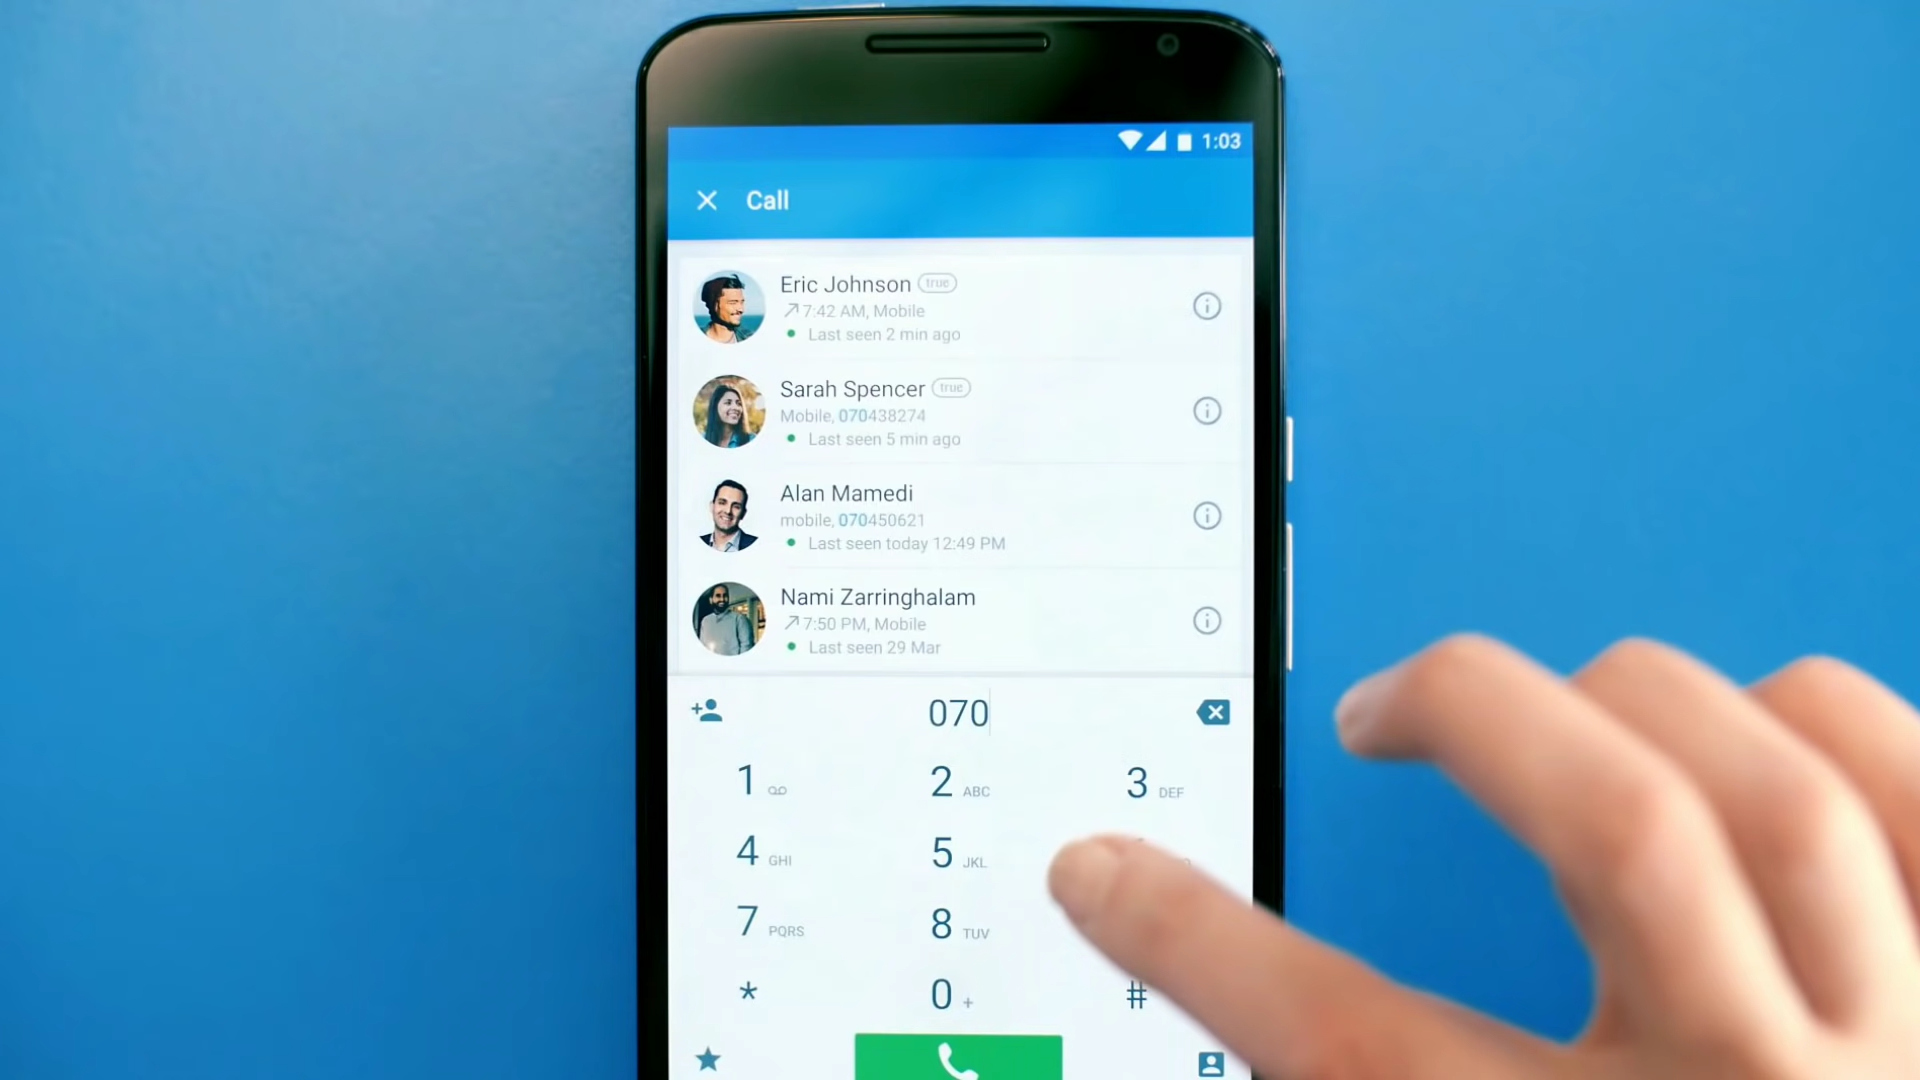 1:03
Call
Eric Johnson true
7:42 AM, Mobile
Last seen 2 min ago
Sarah Spencer true
Mobile, 070438274
Last seen 5 min ago
Alan Mamedi
mobile, 070450621
Last seen today 12:49 PM
Nami Zarringhalam
7:50 PM, Mobile
Last seen 29 Mar
070
1 2 ABC 3 DEF
4 GHI 5 JKL
7 PQRS 8 TUV
* 0 + #